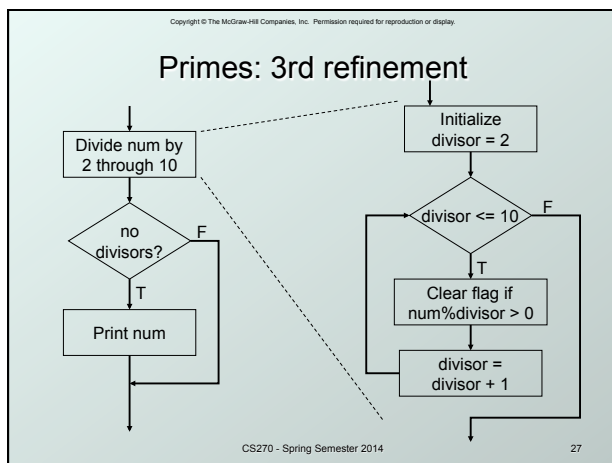 Copyright © The McGraw-Hill Companies, Inc. Permission required for reproduction or display.
Primes: 3rd refinement
Divide num by
2 through 10
no
divisors?
F
T
Print num
Initialize
divisor = 2
divisor <= 10
F
T
Clear flag if
num%divisor > 0
divisor =
divisor + 1
CS270 - Spring Semester 2014
27